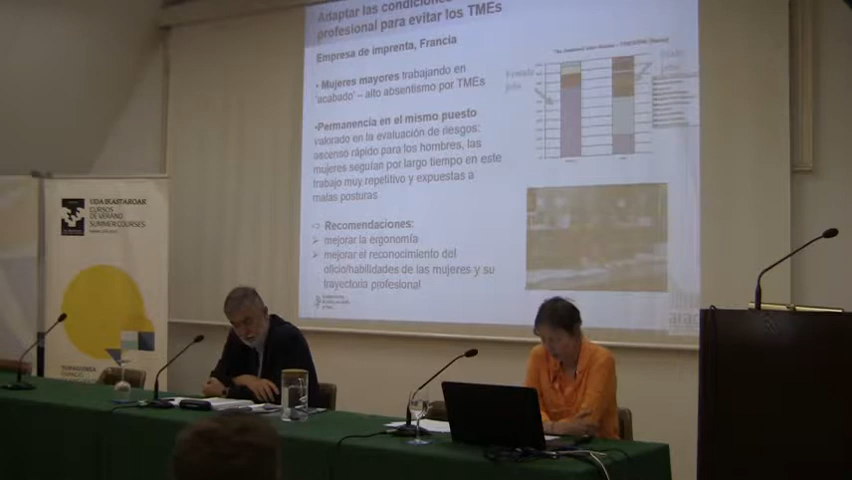 Adaptar las condiciones
profesional para evitar los TMEs
Empresa de imprenta, Francia
• Mujeres mayores trabajando en
'acabado' – alto absentismo por TMEs
•Permanencia en el mismo puesto
valorado en la evaluación de riesgos:
ascenso rápido para los hombres, las
mujeres seguían por largo tiempo en este
trabajo muy repetitivo y expuestas a
malas posturas
⇨ Recomendaciones:
➢ mejorar la ergonomía
➢ mejorar el reconocimiento del
oficio/habilidades de las mujeres y su
trayectoria profesional
UDA IKASTAROAK
CURSOS
DE VERANO
SUMMER COURSES